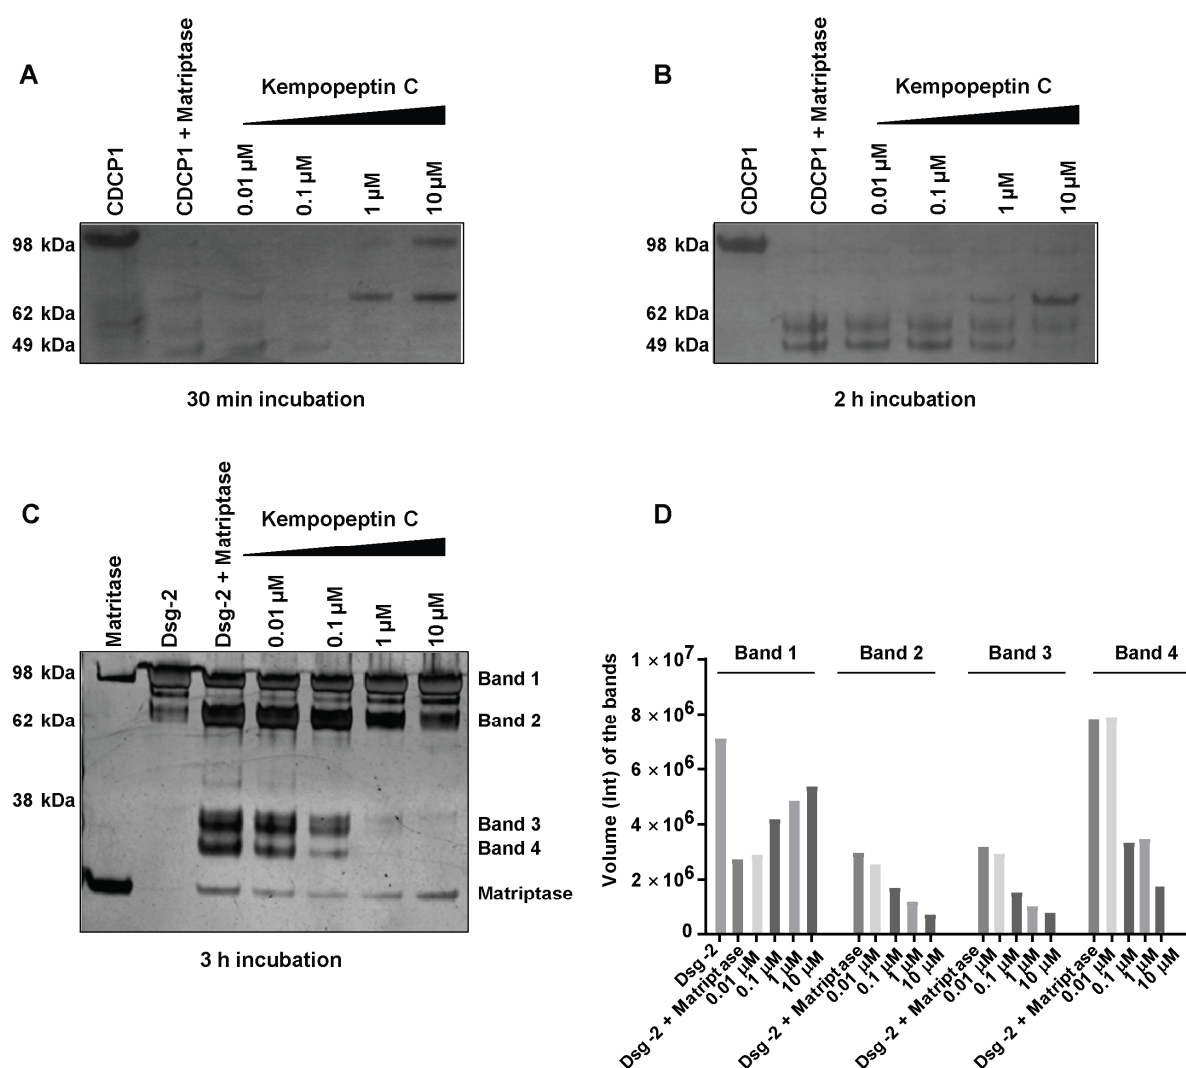 A
CDCP1
CDCP1 + Matriptase
Kempopeptin C
0.01 µM
0.1 µM
1 µM
10 µM
98 kDa
62 kDa
49 kDa
30 min incubation
B
CDCP1
CDCP1 + Matriptase
Kempopeptin C
0.01 µM
0.1 µM
1 µM
10 µM
98 kDa
62 kDa
49 kDa
2 h incubation
C
Matritase
Dsg-2
Dsg-2 + Matriptase
Kempopeptin C
0.01 µM
0.1 µM
1 µM
10 µM
98 kDa
62 kDa
38 kDa
Band 1
Band 2
Band 3
Band 4
Matriptase
3 h incubation
D
Volume (Int) of the bands
1 × 10⁷
8 × 10⁶
6 × 10⁶
4 × 10⁶
2 × 10⁶
0
Band 1
Band 2
Band 3
Band 4
Dsg -2
Dsg -2 + Matriptase
0.01 µM
0.1 µM
1 µM
10 µM
Dsg -2 + Matriptase
0.01 µM
0.1 µM
1 µM
10 µM
Dsg -2 + Matriptase
0.01 µM
0.1 µM
1 µM
10 µM
Dsg -2 + Matriptase
0.01 µM
0.1 µM
1 µM
10 µM